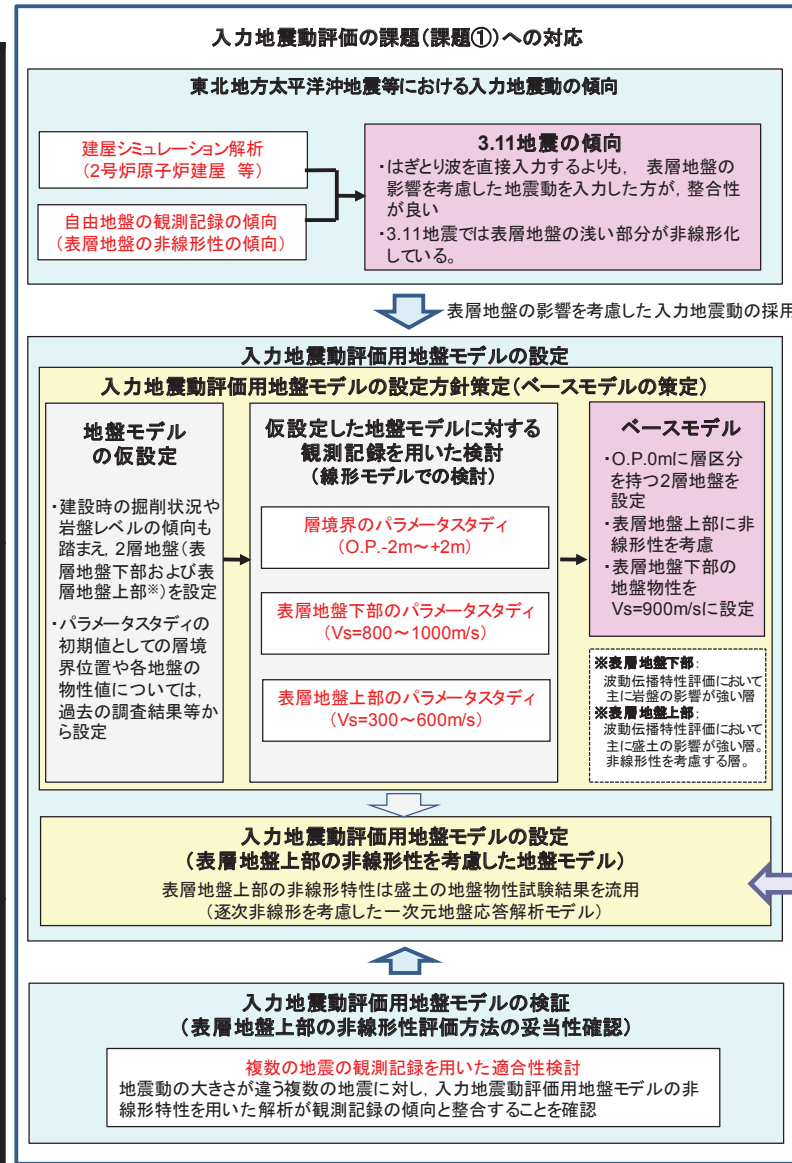 入力地震動評価の課題(課題①)への対応
東北地方太平洋沖地震等における入力地震動の傾向
建屋シミュレーション解析
(2号炉原子炉建屋 等)
自由地盤の観測記録の傾向
(表層地盤の非線形性の傾向)
3.11地震の傾向
・はぎとり波を直接入力するよりも, 表層地盤の
影響を考慮した地震動を入力した方が,整合性
が良い
・3.11地震では表層地盤の浅い部分が非線形化
している。
表層地盤の影響を考慮した入力地震動の採用
入力地震動評価用地盤モデルの設定
入力地震動評価用地盤モデルの設定方針策定(ベースモデルの策定)
地盤モデル
の仮設定
・建設時の掘削状況や
岩盤レベルの傾向も
踏まえ,2層地盤(表
層地盤下部および表
層地盤上部※)を設定
・パラメータスタディの
初期値としての層境
界位置や各地盤の
物性値については,
過去の調査結果等か
ら設定
仮設定した地盤モデルに対する
観測記録を用いた検討
(線形モデルでの検討)
層境界のパラメータスタディ
(O.P.-2m~+2m)
表層地盤下部のパラメータスタディ
(Vs=800~1000m/s)
表層地盤上部のパラメータスタディ
(Vs=300~600m/s)
ベースモデル
・O.P.0mに層区分
を持つ2層地盤を
設定
・表層地盤上部に非
線形性を考慮
・表層地盤下部の
地盤物性を
Vs=900m/sに設定
※表層地盤下部:
波動伝播特性評価において
主に岩盤の影響が強い層
※表層地盤上部:
波動伝播特性評価において
主に盛土の影響が強い層。
非線形性を考慮する層。
入力地震動評価用地盤モデルの設定
(表層地盤上部の非線形性を考慮した地盤モデル)
表層地盤上部の非線形特性は盛土の地盤物性試験結果を流用
(逐次非線形を考慮した一次元地盤応答解析モデル)
入力地震動評価用地盤モデルの検証
(表層地盤上部の非線形性評価方法の妥当性確認)
複数の地震の観測記録を用いた適合性検討
地震動の大きさが違う複数の地震に対し,入力地震動評価用地盤モデルの非
線形特性を用いた解析が観測記録の傾向と整合することを確認